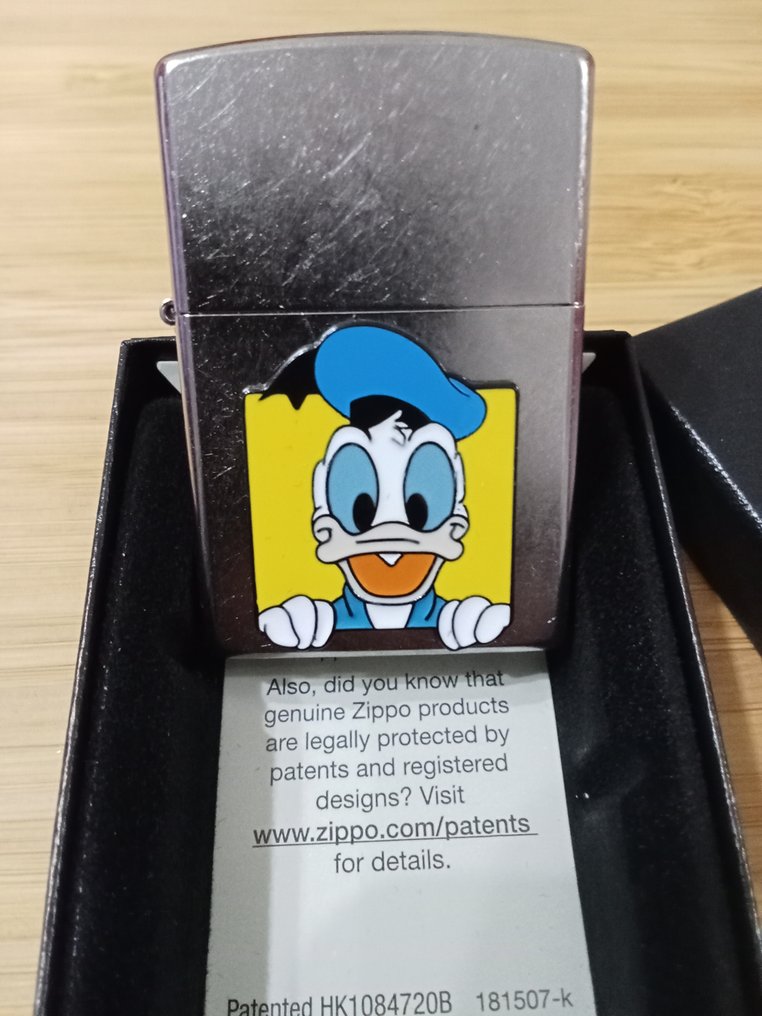 Also, did you know that
genuine Zippo products
are legally protected by
patents and registered
designs? Visit
www.zippo.com/patents
for details.
Patented HK1084720B 181507-k